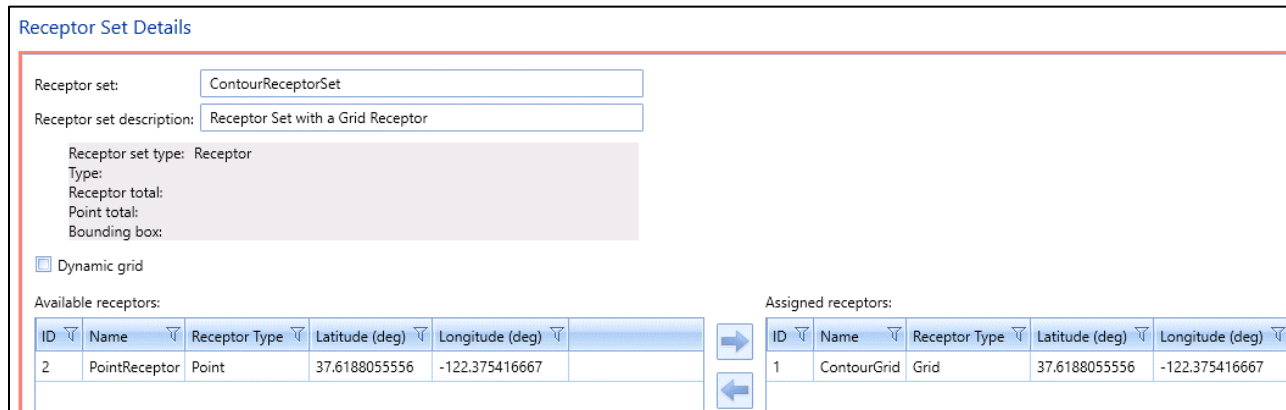 Receptor Set Details
Receptor set: ContourReceptorSet
Receptor set description: Receptor Set with a Grid Receptor
Receptor set type: Receptor
Type:
Receptor total:
Point total:
Bounding box:
Dynamic grid
Available receptors:
ID Name Receptor Type Latitude (deg) Longitude (deg)
2 PointReceptor Point 37.6188055556 -122.375416667
Assigned receptors:
ID Name Receptor Type Latitude (deg) Longitude (deg)
1 ContourGrid Grid 37.6188055556 -122.375416667